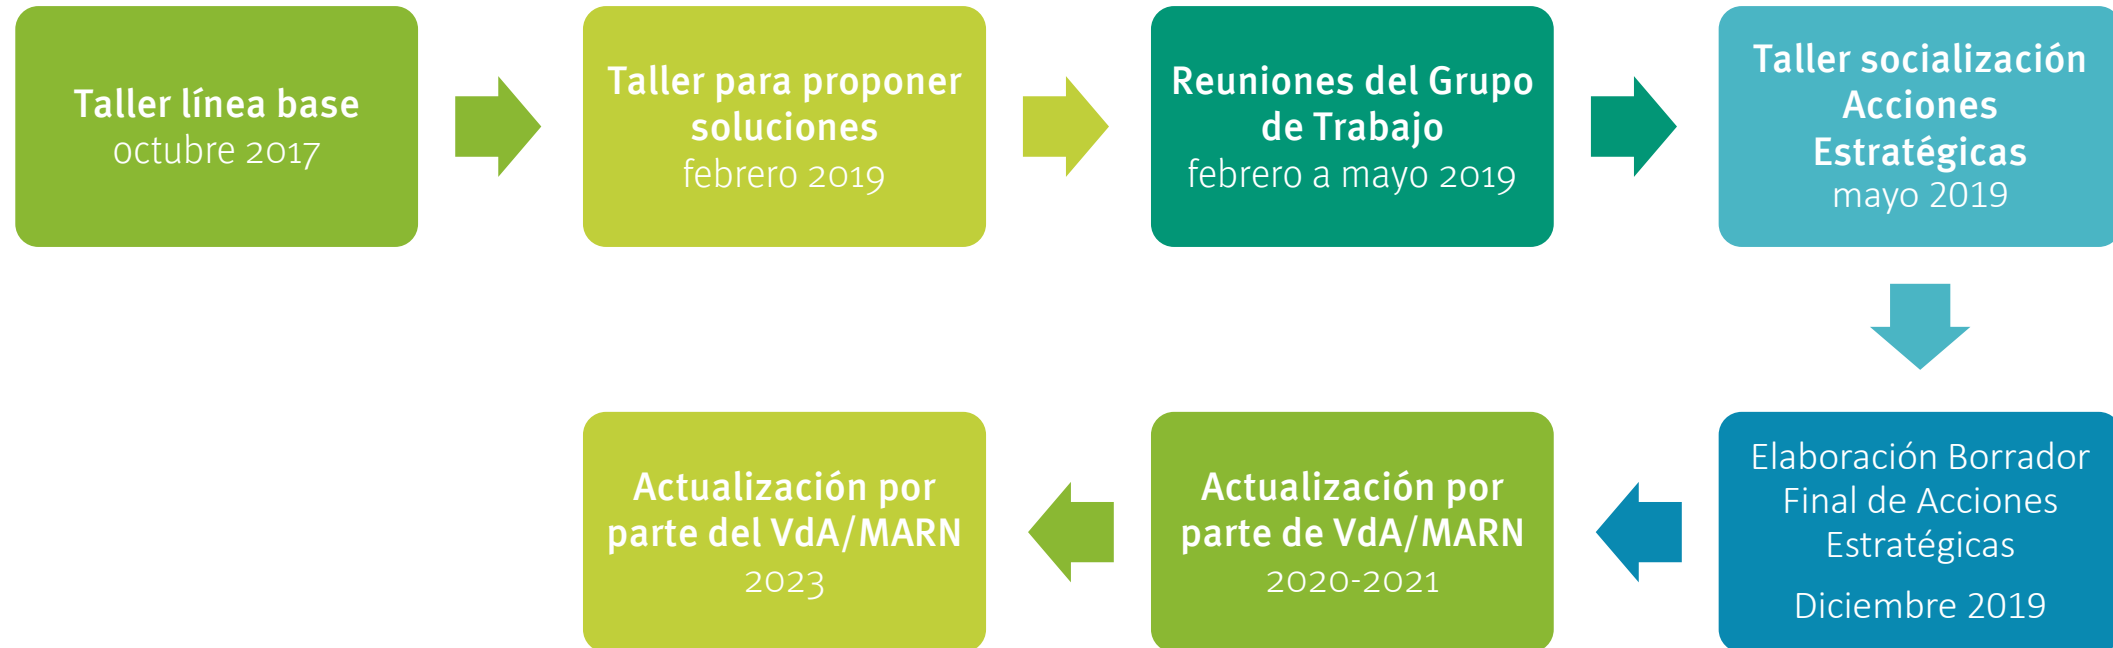 Taller línea base
octubre 2017
Taller para proponer
soluciones
febrero 2019
Reuniones del Grupo
de Trabajo
febrero a mayo 2019
Taller socialización
Acciones
Estratégicas
mayo 2019
Elaboración Borrador
Final de Acciones
Estratégicas
Diciembre 2019
Actualización por
parte de VdA/MARN
2020-2021
Actualización por
parte del VdA/MARN
2023